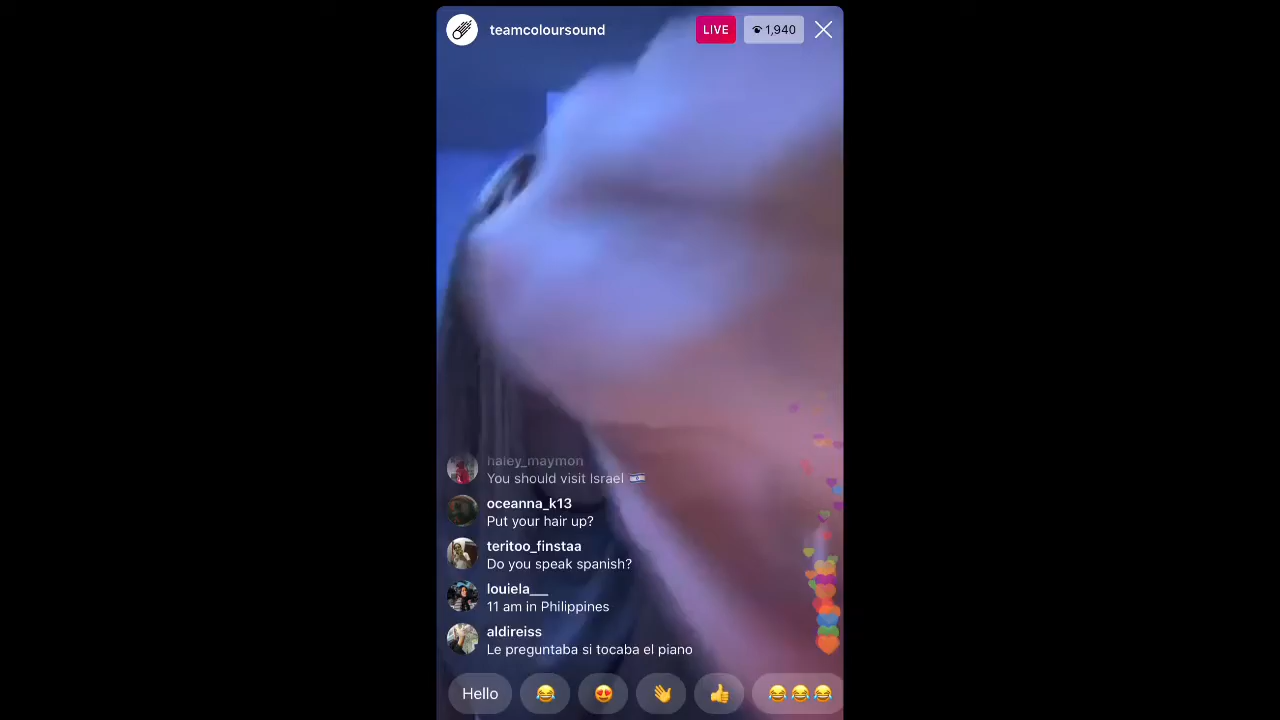 teamcoloursound
LIVE
1,940
haley_maymon
You should visit Israel 🇮🇱
oceanna_k13
Put your hair up?
teritoo_finstaa
Do you speak spanish?
louiela___
11 am in Philippines
aldireiss
Le preguntaba si tocaba el piano
Hello 😂 😍 👋 👍 😂😂😂